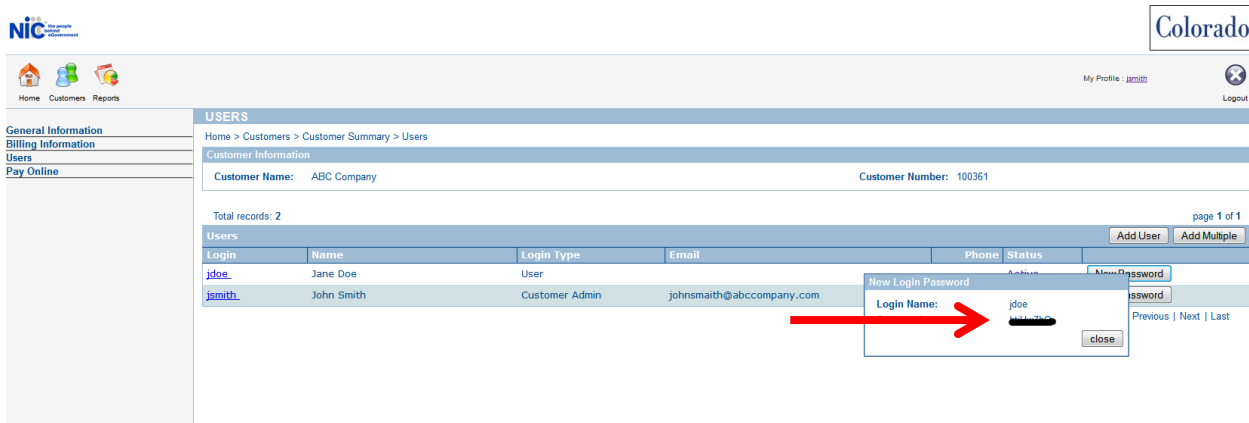 NIC the people behind eGovernment
Colorado
Home Customers Reports
My Profile : jsmith
Logout
General Information
Billing Information
Users
Pay Online
USERS
Home > Customers > Customer Summary > Users
Customer Information
Customer Name: ABC Company Customer Number: 100361
Total records: 2 page 1 of 1
Users Add User Add Multiple
Login Name Login Type Email Phone Status
jdoe Jane Doe User Active New Password
jsmith John Smith Customer Admin johnsmaith@abccompany.com
New Login Password
Login Name: jdoe
close
Previous | Next | Last